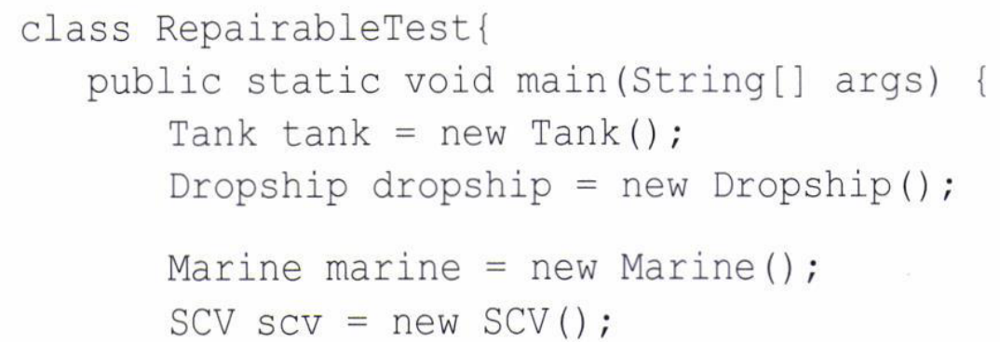 class RepairableTest{
public static void main(String[] args) {
Tank tank = new Tank();
Dropship dropship = new Dropship();
Marine marine = new Marine();
SCV scv = new SCV();